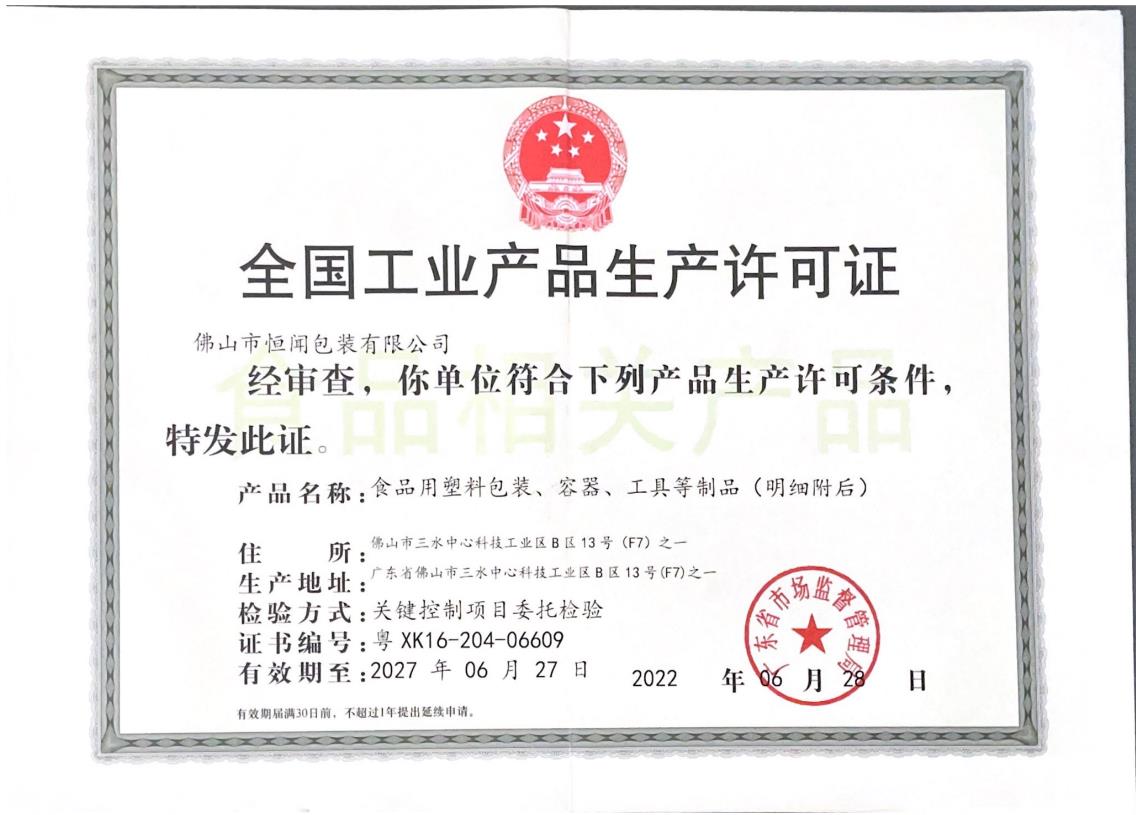 全国工业产品生产许可证
佛山市恒闻包装有限公司
食品相关产品
经审查，你单位符合下列产品生产许可条件，
特发此证。
产品名称：食品用塑料包装、容器、工具等制品（明细附后）
住 所：佛山市三水中心科技工业区B区13号（F7）之一
生产地址：广东省佛山市三水中心科技工业区B区13号(F7)之一
检验方式：关键控制项目委托检验
证书编号：粤 XK16-204-06609
有效期至：2027 年 06 月 27 日
广东省市场监督管理局
2022 年 06 月 28 日
有效期届满30日前，不超过1年提出延续申请。